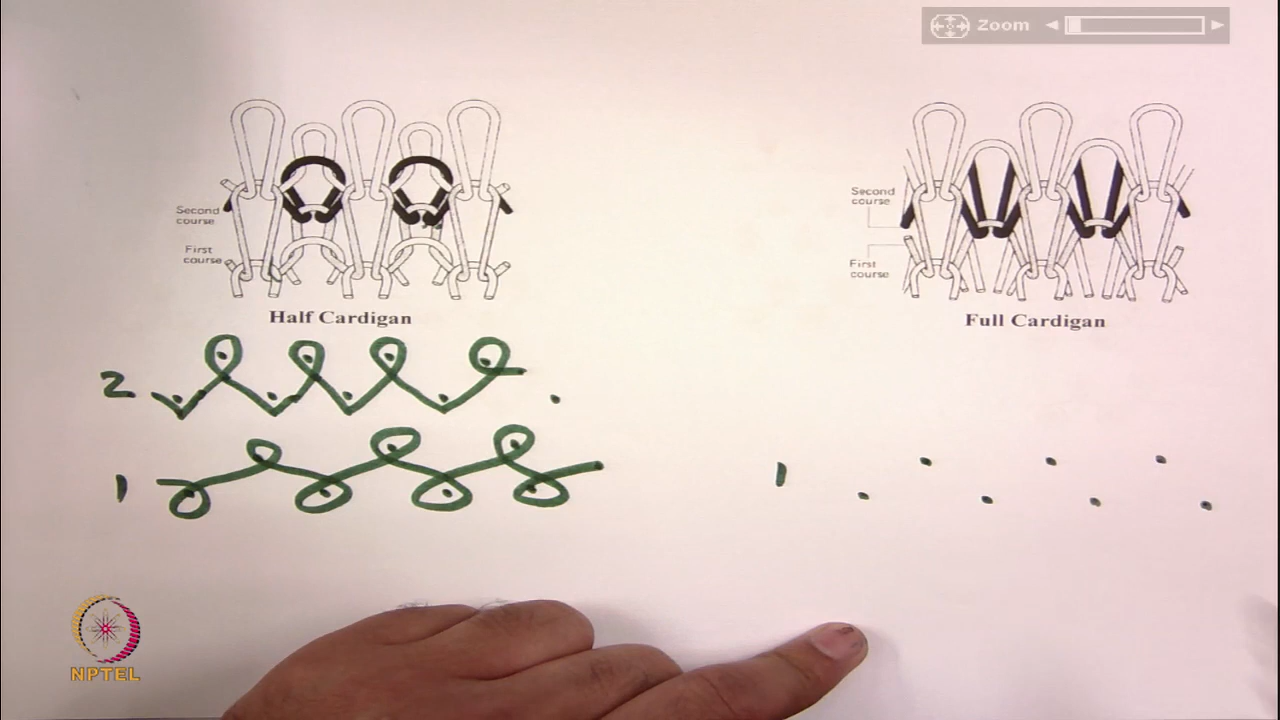 Zoom
Second
course
First
course
Half Cardigan
Second
course
First
course
Full Cardigan
2
1
1
NPTEL